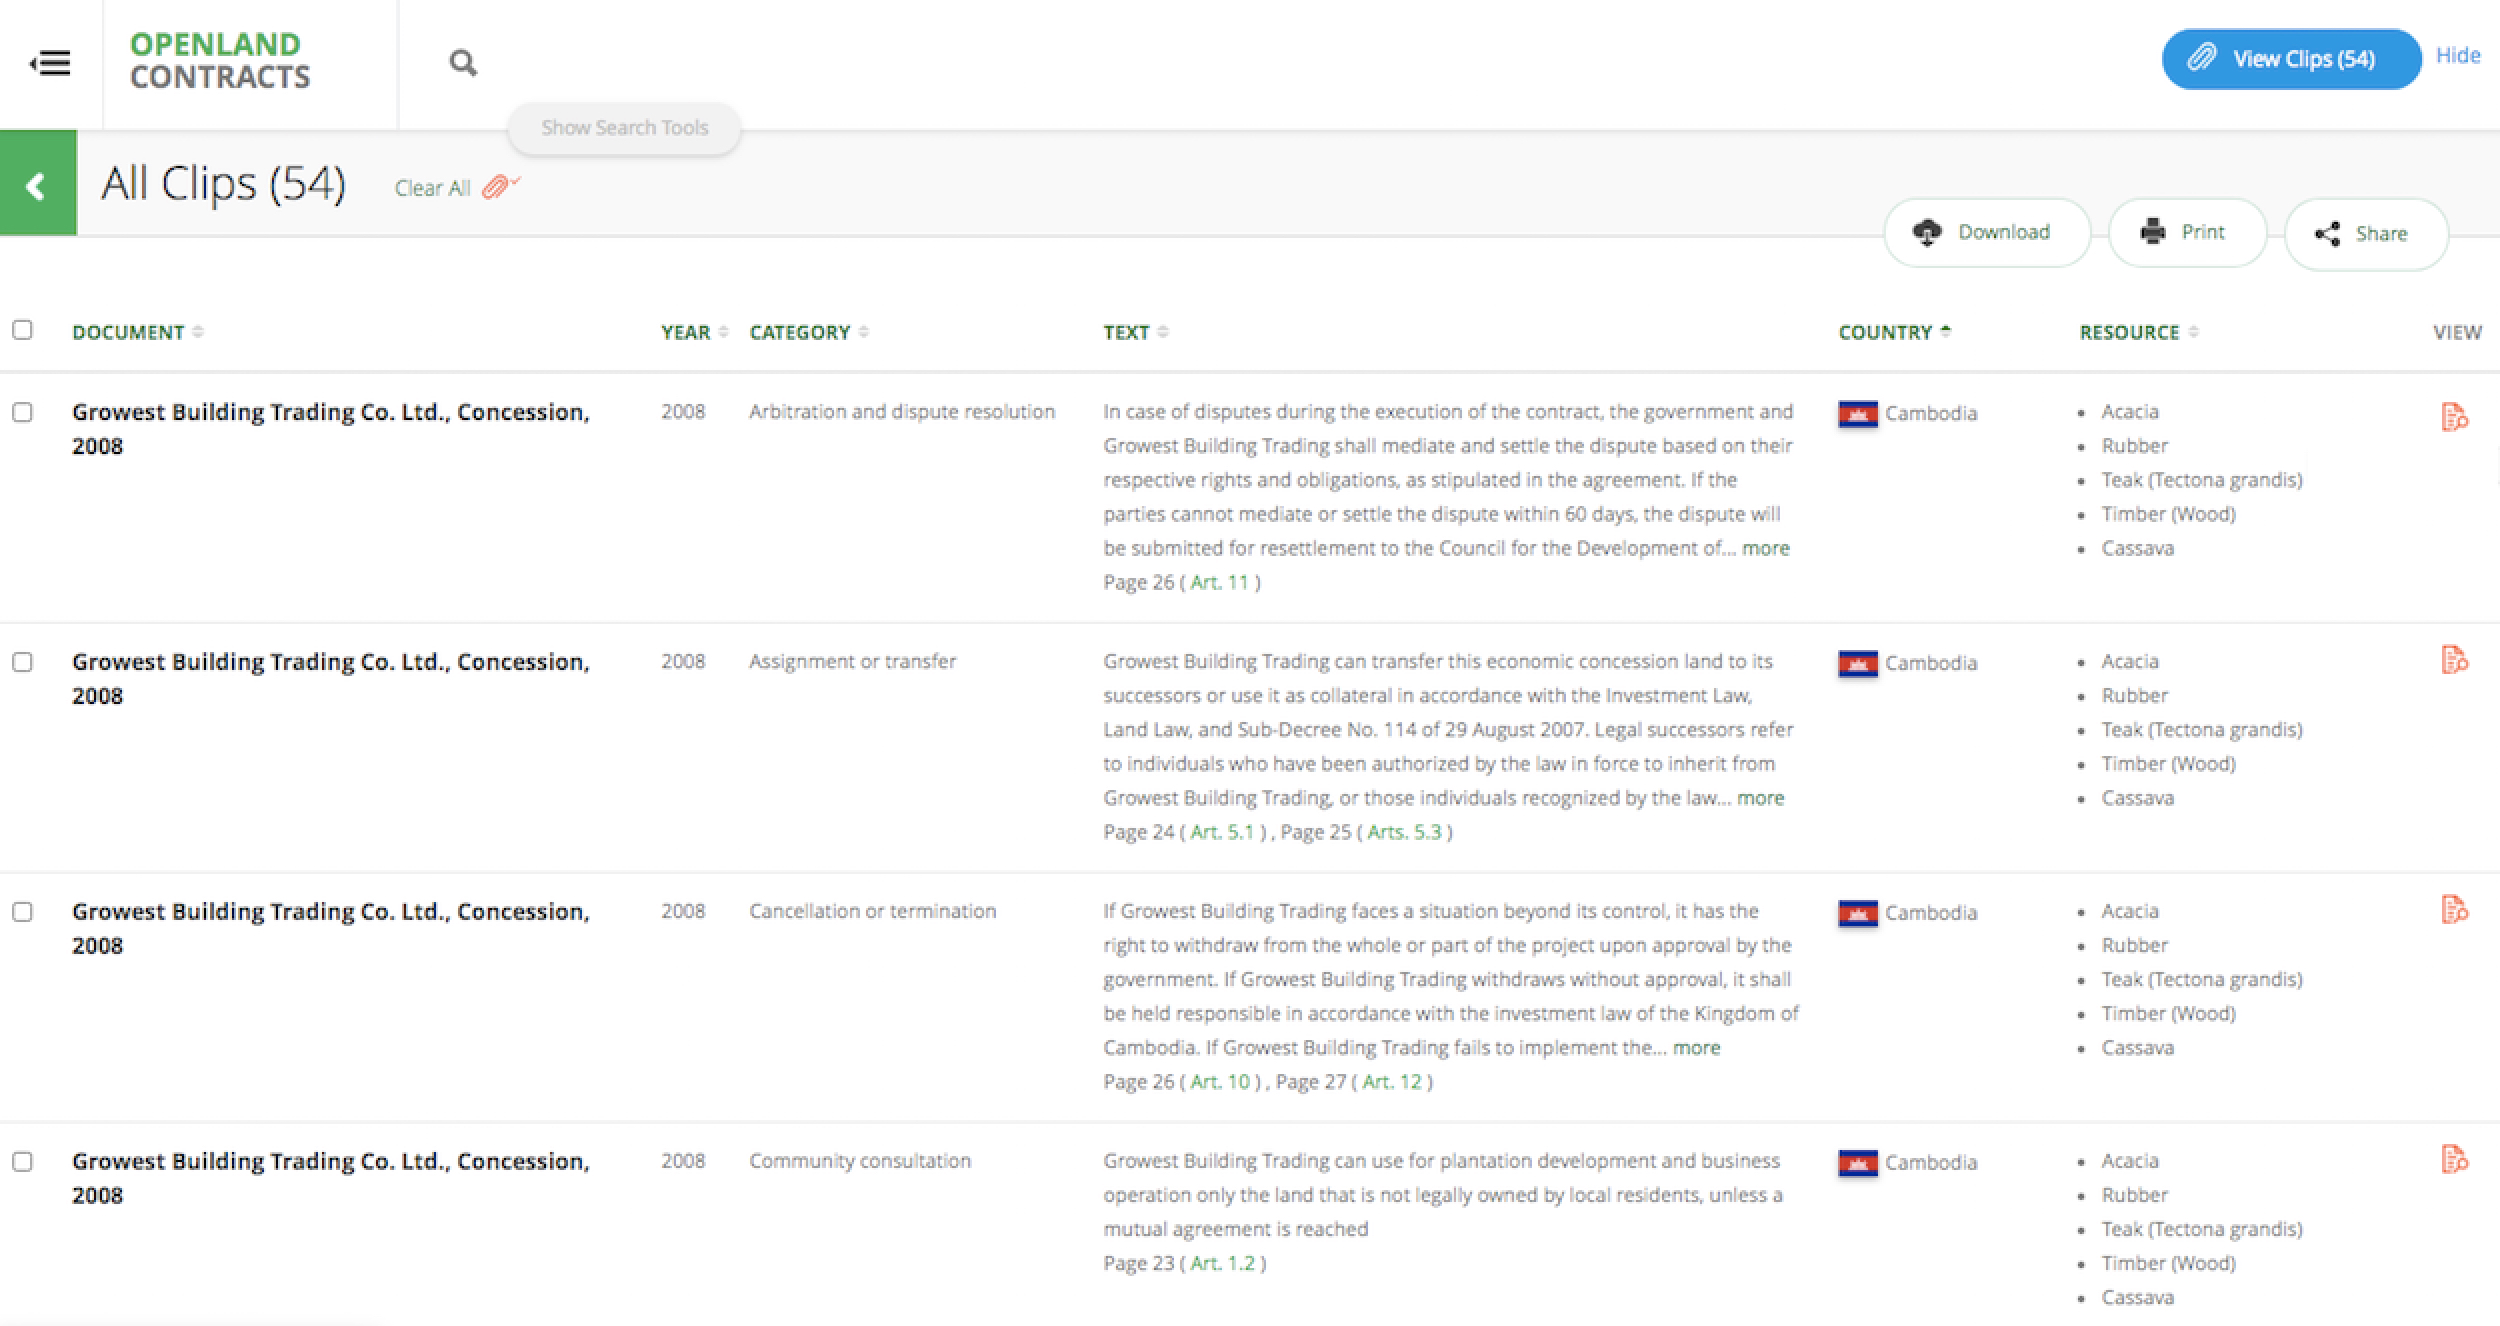 OPENLAND
CONTRACTS
View Clips (54)
Hide
Show Search Tools
All Clips (54)
Clear All
Download
Print
Share
DOCUMENT
YEAR
CATEGORY
TEXT
COUNTRY
RESOURCE
VIEW
Growest Building Trading Co. Ltd., Concession,
2008
2008
Arbitration and dispute resolution
In case of disputes during the execution of the contract, the government and
Growest Building Trading shall mediate and settle the dispute based on their
respective rights and obligations, as stipulated in the agreement. If the
parties cannot mediate or settle the dispute within 60 days, the dispute will
be submitted for resettlement to the Council for the Development of... more
Page 26 ( Art. 11 )
Cambodia
• Acacia
• Rubber
• Teak (Tectona grandis)
• Timber (Wood)
• Cassava
Growest Building Trading Co. Ltd., Concession,
2008
2008
Assignment or transfer
Growest Building Trading can transfer this economic concession land to its
successors or use it as collateral in accordance with the Investment Law,
Land Law, and Sub-Decree No. 114 of 29 August 2007. Legal successors refer
to individuals who have been authorized by the law in force to inherit from
Growest Building Trading, or those individuals recognized by the law... more
Page 24 ( Art. 5.1 ) , Page 25 ( Arts. 5.3 )
Cambodia
• Acacia
• Rubber
• Teak (Tectona grandis)
• Timber (Wood)
• Cassava
Growest Building Trading Co. Ltd., Concession,
2008
2008
Cancellation or termination
If Growest Building Trading faces a situation beyond its control, it has the
right to withdraw from the whole or part of the project upon approval by the
government. If Growest Building Trading withdraws without approval, it shall
be held responsible in accordance with the investment law of the Kingdom of
Cambodia. If Growest Building Trading fails to implement the... more
Page 26 ( Art. 10 ) , Page 27 ( Art. 12 )
Cambodia
• Acacia
• Rubber
• Teak (Tectona grandis)
• Timber (Wood)
• Cassava
Growest Building Trading Co. Ltd., Concession,
2008
2008
Community consultation
Growest Building Trading can use for plantation development and business
operation only the land that is not legally owned by local residents, unless a
mutual agreement is reached
Page 23 ( Art. 1.2 )
Cambodia
• Acacia
• Rubber
• Teak (Tectona grandis)
• Timber (Wood)
• Cassava